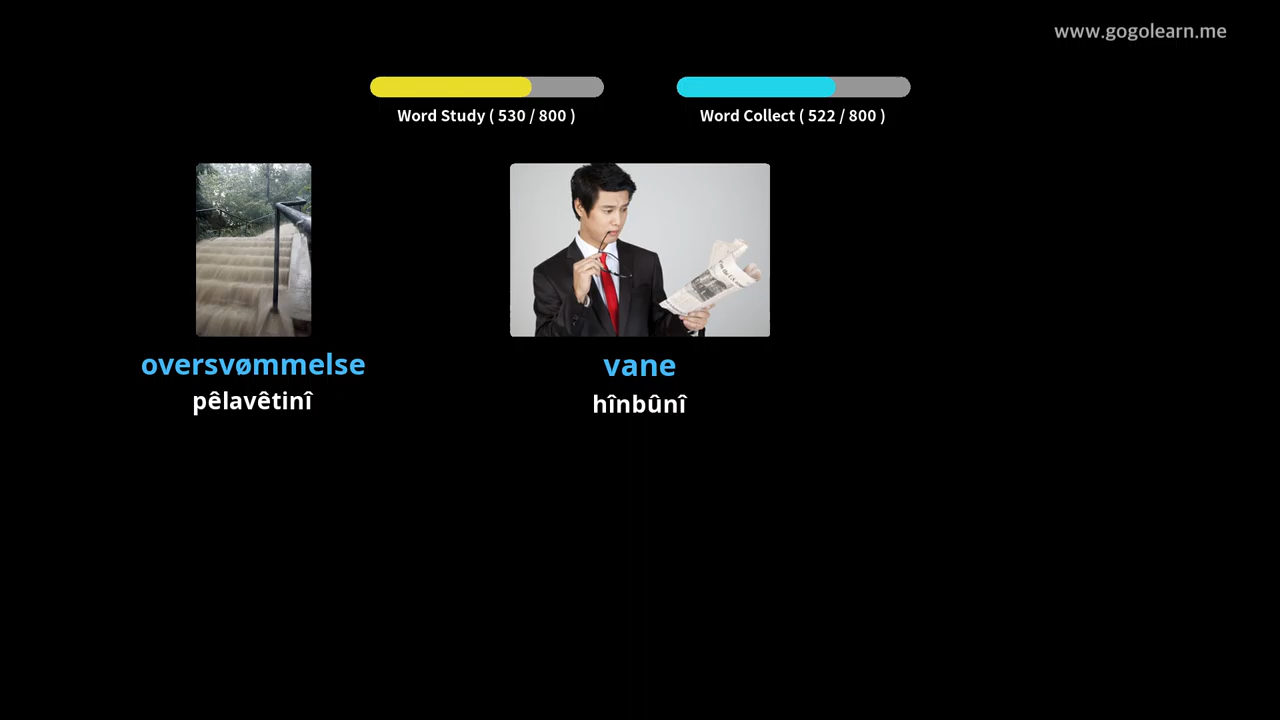 www.gogolearn.me
Word Study ( 530 / 800 )
Word Collect ( 522 / 800 )
oversvømmelse
vane
pêlavêtinî
hînbûnî